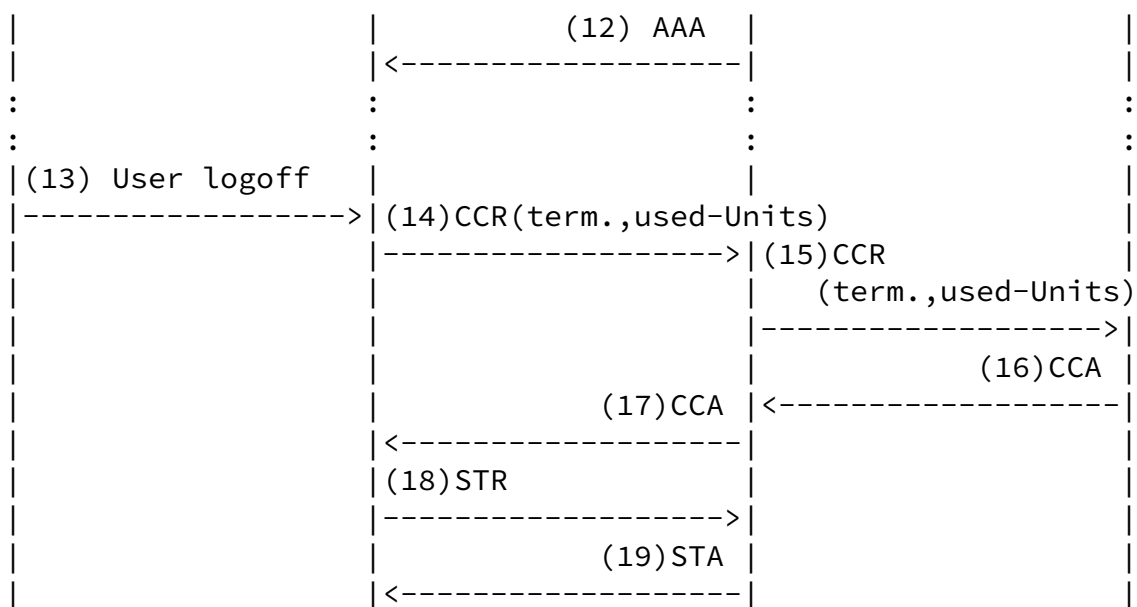 (12) AAA
(13) User logoff
(14)CCR(term.,used-Units)
(15)CCR
(term.,used-Units)
(16)CCA
(17)CCA
(18)STR
(19)STA